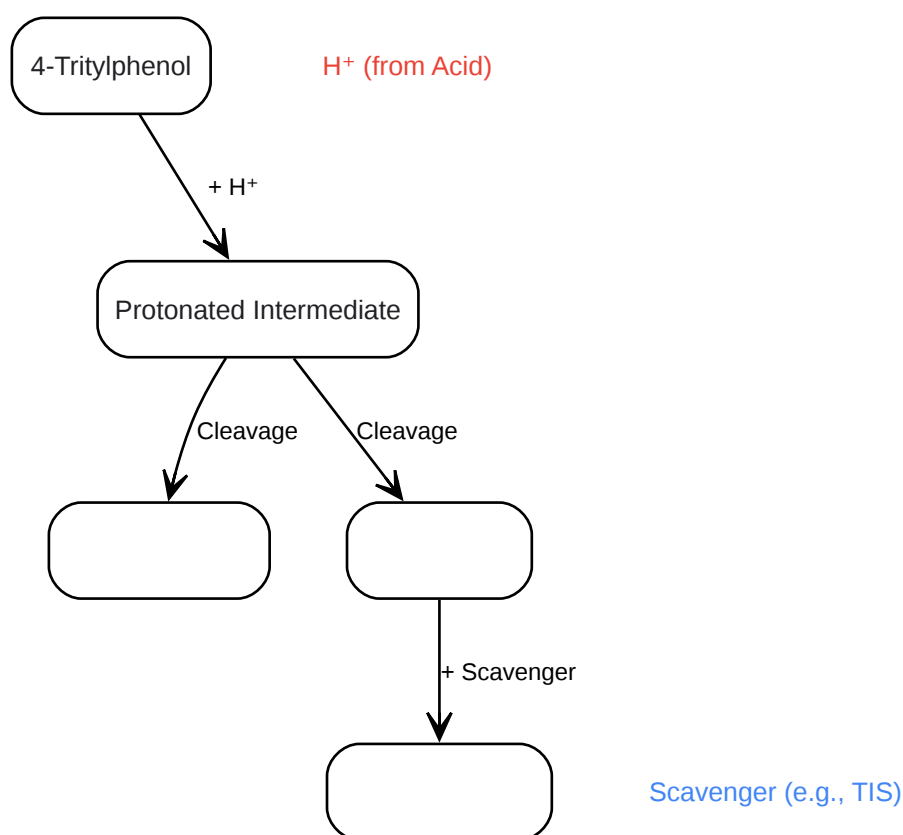 4-Tritylphenol
H⁺ (from Acid)
+ H⁺
Protonated Intermediate
Cleavage
Cleavage
+ Scavenger
Scavenger (e.g., TIS)